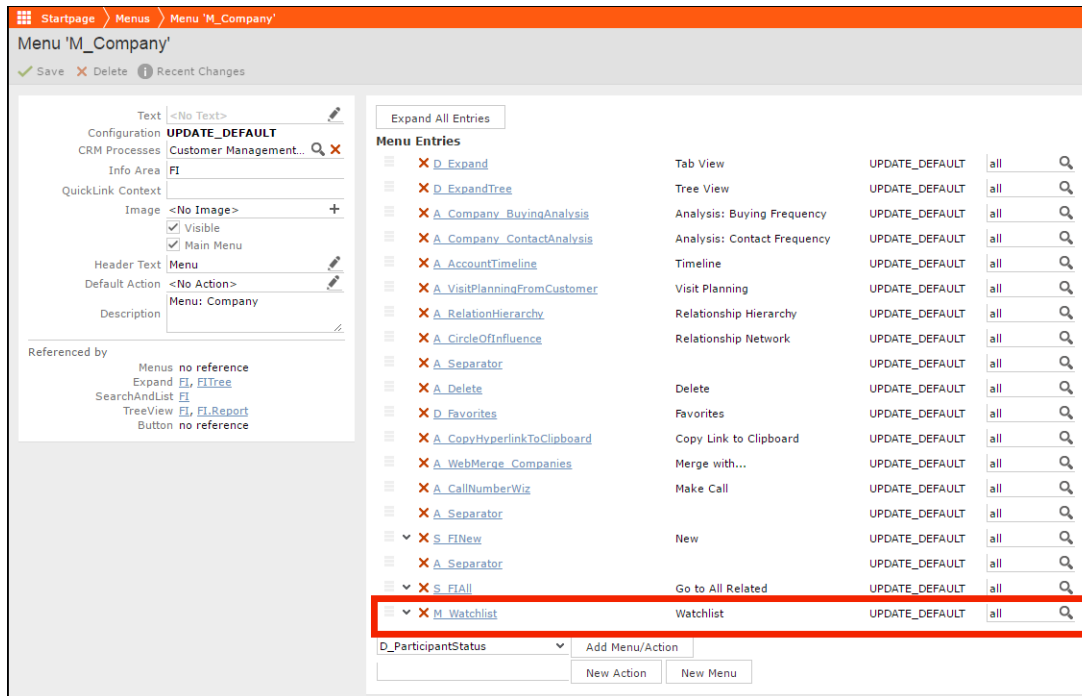 Startpage Menus Menu 'M_Company'
Menu 'M_Company'
Save Delete Recent Changes
Text <No Text>
Configuration UPDATE_DEFAULT
CRM Processes Customer Management...
Info Area FI
QuickLink Context
Image <No Image>
Visible
Main Menu
Header Text Menu
Default Action <No Action>
Description Menu: Company
Referenced by
Menus no reference
Expand FI, FITree
SearchAndList FI
TreeView FI, FI.Report
Button no reference
Expand All Entries
Menu Entries
D_Expand Tab View UPDATE_DEFAULT all
D_ExpandTree Tree View UPDATE_DEFAULT all
A_Company_BuyingAnalysis Analysis: Buying Frequency UPDATE_DEFAULT all
A_Company_ContactAnalysis Analysis: Contact Frequency UPDATE_DEFAULT all
A_AccountTimeline Timeline UPDATE_DEFAULT all
A_VisitPlanningFromCustomer Visit Planning UPDATE_DEFAULT all
A_RelationHierarchy Relationship Hierarchy UPDATE_DEFAULT all
A_CircleOfInfluence Relationship Network UPDATE_DEFAULT all
A_Separator UPDATE_DEFAULT all
A_Delete Delete UPDATE_DEFAULT all
D_Favorites Favorites UPDATE_DEFAULT all
A_CopyHyperlinkToClipboard Copy Link to Clipboard UPDATE_DEFAULT all
A_WebMerge_Companies Merge with... UPDATE_DEFAULT all
A_CallNumberWiz Make Call UPDATE_DEFAULT all
A_Separator UPDATE_DEFAULT all
S_FINew New UPDATE_DEFAULT all
A_Separator UPDATE_DEFAULT all
S_FIAll Go to All Related UPDATE_DEFAULT all
M_Watchlist Watchlist UPDATE_DEFAULT all
D_ParticipantStatus Add Menu/Action
New Action New Menu